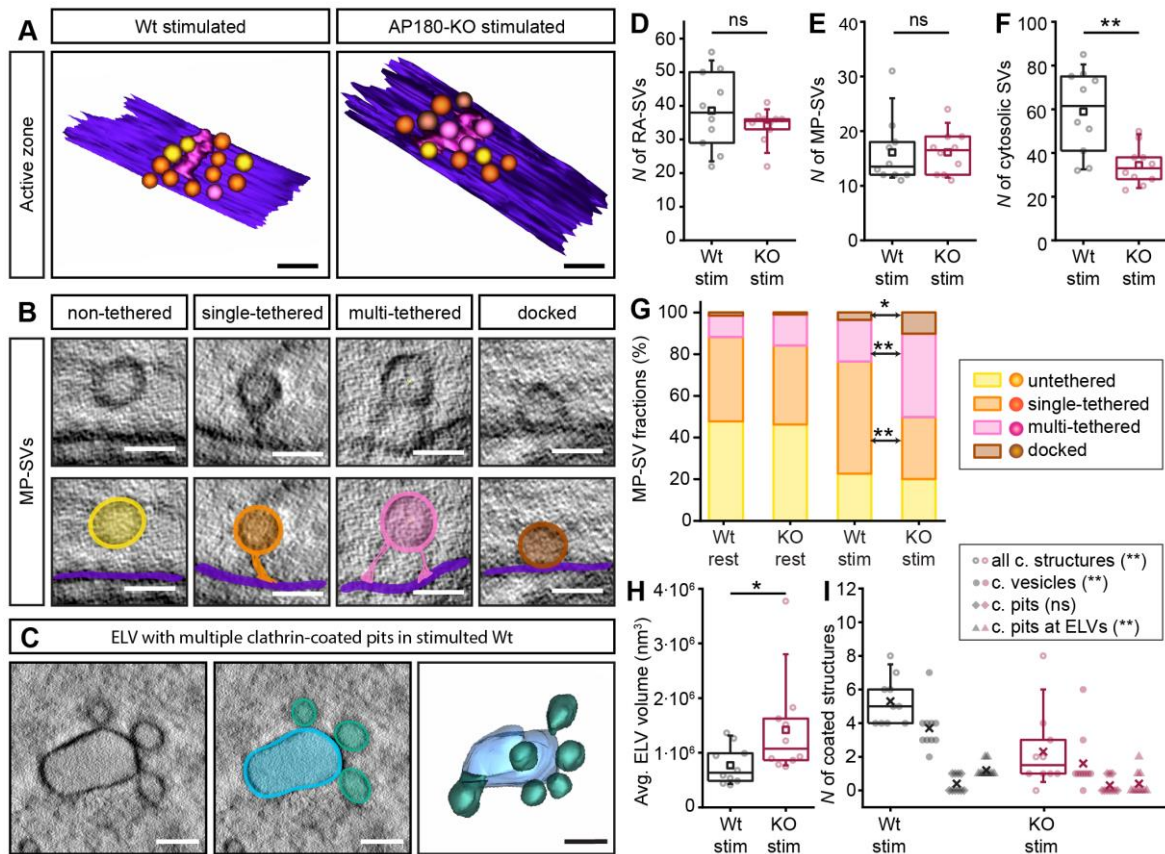 A
Wt stimulated
AP180-KO stimulated
Active zone
B
non-tethered
single-tethered
multi-tethered
docked
MP-SVs
C
ELV with multiple clathrin-coated pits in stimulted Wt
D
ns
N of RA-SVs
60
50
40
30
20
10
0
Wt
stim
KO
stim
E
ns
N of MP-SVs
40
30
20
10
0
Wt
stim
KO
stim
F
**
N of cytosolic SVs
100
80
60
40
20
0
Wt
stim
KO
stim
G
MP-SV fractions (%)
100
80
60
40
20
0
*
**
**
Wt
rest
KO
rest
Wt
stim
KO
stim
untethered
single-tethered
multi-tethered
docked
H
*
Avg. ELV volume (nm³)
4·10⁶
3·10⁶
2·10⁶
1·10⁶
0
Wt
stim
KO
stim
I
N of coated structures
12
10
8
6
4
2
0
Wt
stim
KO
stim
all c. structures (**)
c. vesicles (**)
c. pits (ns)
c. pits at ELVs (**)